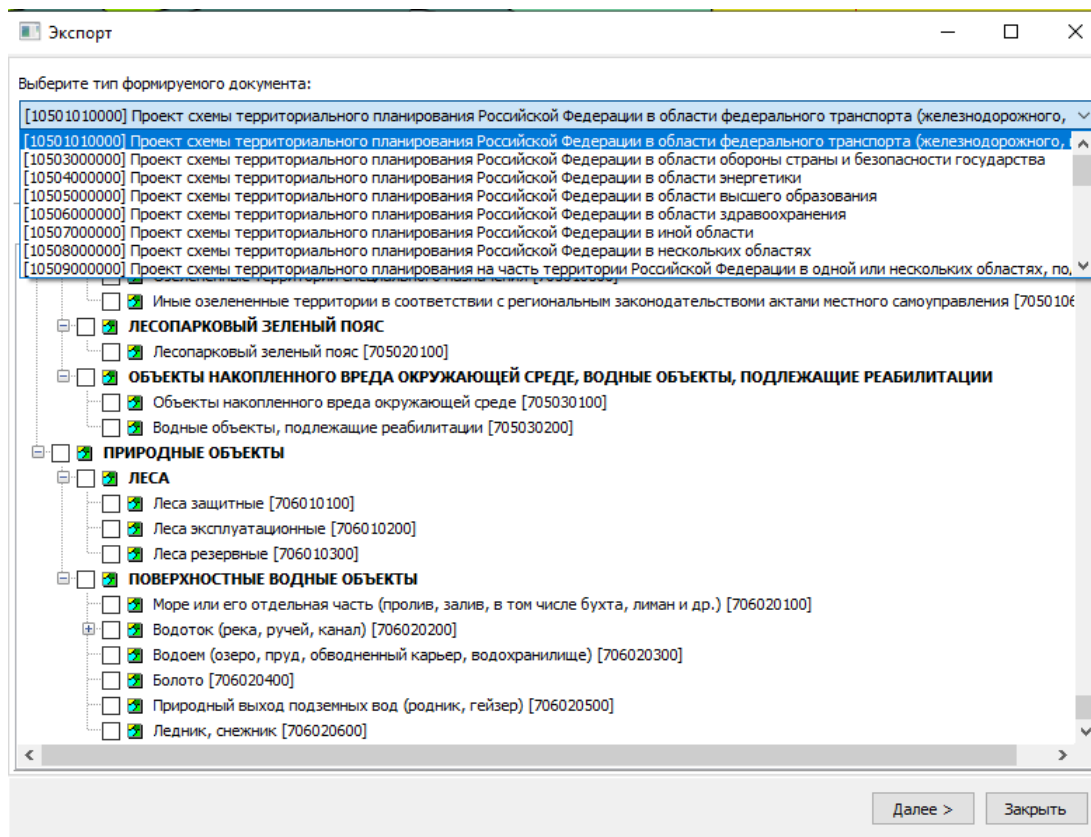 Экспорт
Выберите тип формируемого документа:
[10501010000] Проект схемы территориального планирования Российской Федерации в области федерального транспорта (железнодорожного,
[10501010000] Проект схемы территориального планирования Российской Федерации в области федерального транспорта (железнодорожного,
[10503000000] Проект схемы территориального планирования Российской Федерации в области обороны страны и безопасности государства
[10504000000] Проект схемы территориального планирования Российской Федерации в области энергетики
[10505000000] Проект схемы территориального планирования Российской Федерации в области высшего образования
[10506000000] Проект схемы территориального планирования Российской Федерации в области здравоохранения
[10507000000] Проект схемы территориального планирования Российской Федерации в иной области
[10508000000] Проект схемы территориального планирования Российской Федерации в нескольких областях
[10509000000] Проект схемы территориального планирования на часть территории Российской Федерации в одной или нескольких областях, по
Озелененные территории специального назначения
Иные озелененные территории в соответствии с региональным законодательствоми актами местного самоуправления [7050106
ЛЕСОПАРКОВЫЙ ЗЕЛЕНЫЙ ПОЯС
Лесопарковый зеленый пояс [705020100]
ОБЪЕКТЫ НАКОПЛЕННОГО ВРЕДА ОКРУЖАЮЩЕЙ СРЕДЕ, ВОДНЫЕ ОБЪЕКТЫ, ПОДЛЕЖАЩИЕ РЕАБИЛИТАЦИИ
Объекты накопленного вреда окружающей среде [705030100]
Водные объекты, подлежащие реабилитации [705030200]
ПРИРОДНЫЕ ОБЪЕКТЫ
ЛЕСА
Леса защитные [706010100]
Леса эксплуатационные [706010200]
Леса резервные [706010300]
ПОВЕРХНОСТНЫЕ ВОДНЫЕ ОБЪЕКТЫ
Море или его отдельная часть (пролив, залив, в том числе бухта, лиман и др.) [706020100]
Водоток (река, ручей, канал) [706020200]
Водоем (озеро, пруд, обводненный карьер, водохранилище) [706020300]
Болото [706020400]
Природный выход подземных вод (родник, гейзер) [706020500]
Ледник, снежник [706020600]
Далее >
Закрыть